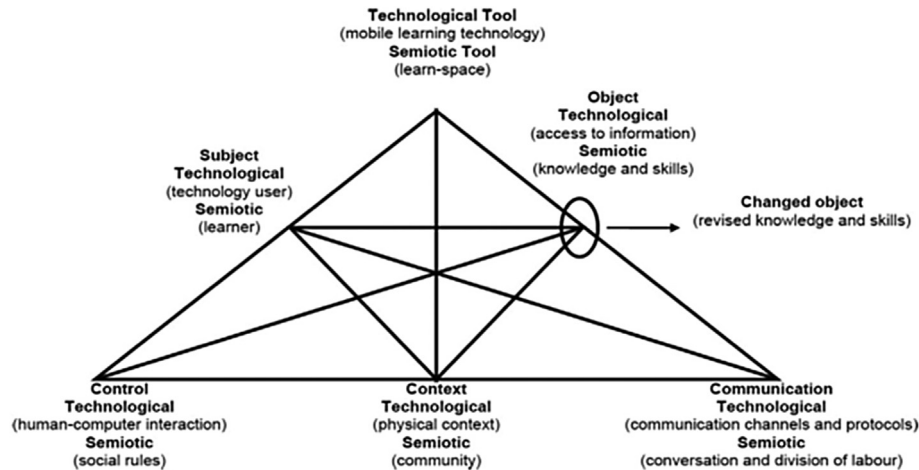 Technological Tool
(mobile learning technology)
Semiotic Tool
(learn-space)
Object
Technological
(access to information)
Semiotic
(knowledge and skills)
Subject
Technological
(technology user)
Semiotic
(learner)
Changed object
(revised knowledge and skills)
Control
Technological
(human-computer interaction)
Semiotic
(social rules)
Context
Technological
(physical context)
Semiotic
(community)
Communication
Technological
(communication channels and protocols)
Semiotic
(conversation and division of labour)